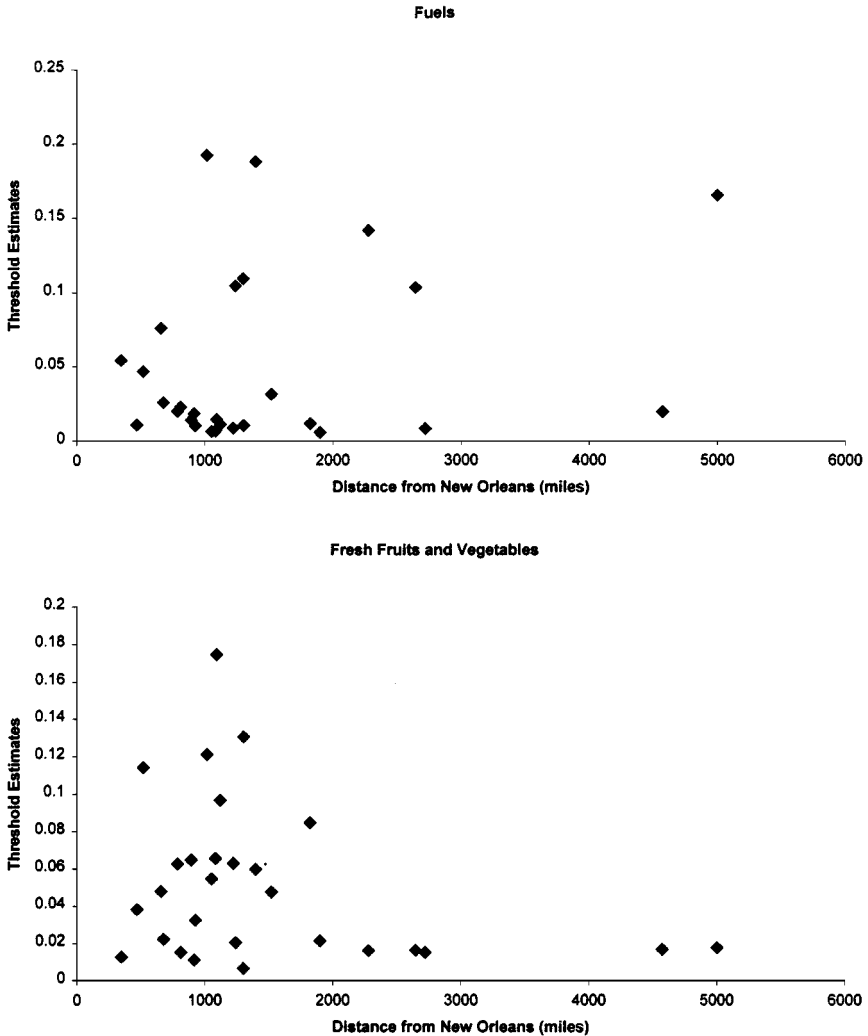 Fuels
0.25
0.2
0.15
0.1
0.05
0
Threshold Estimates
0 1000 2000 3000 4000 5000 6000
Distance from New Orleans (miles)
Fresh Fruits and Vegetables
0.2
0.18
0.16
0.14
0.12
0.1
0.08
0.06
0.04
0.02
0
Threshold Estimates
0 1000 2000 3000 4000 5000 6000
Distance from New Orleans (miles)